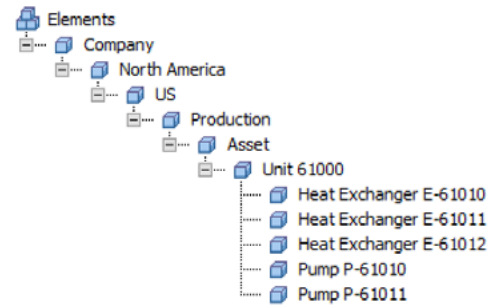 Elements
Company
North America
US
Production
Asset
Unit 61000
Heat Exchanger E-61010
Heat Exchanger E-61011
Heat Exchanger E-61012
Pump P-61010
Pump P-61011